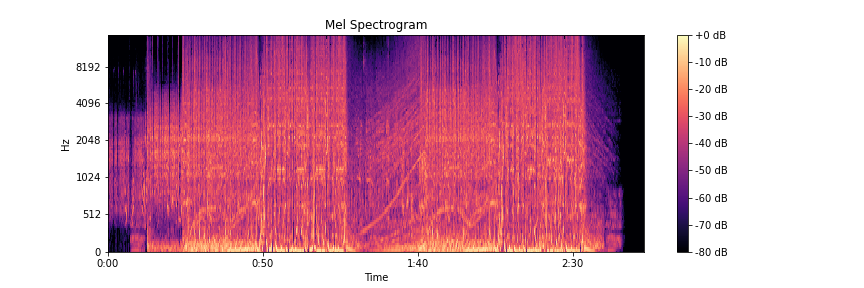 Mel Spectrogram
+0 dB
8192
-10 dB
4096
-20 dB
2048
-30 dB
Hz
-40 dB
1024
-50 dB
512
-60 dB
-70 dB
0
-80 dB
0:00 0:50 1:40 2:30
Time